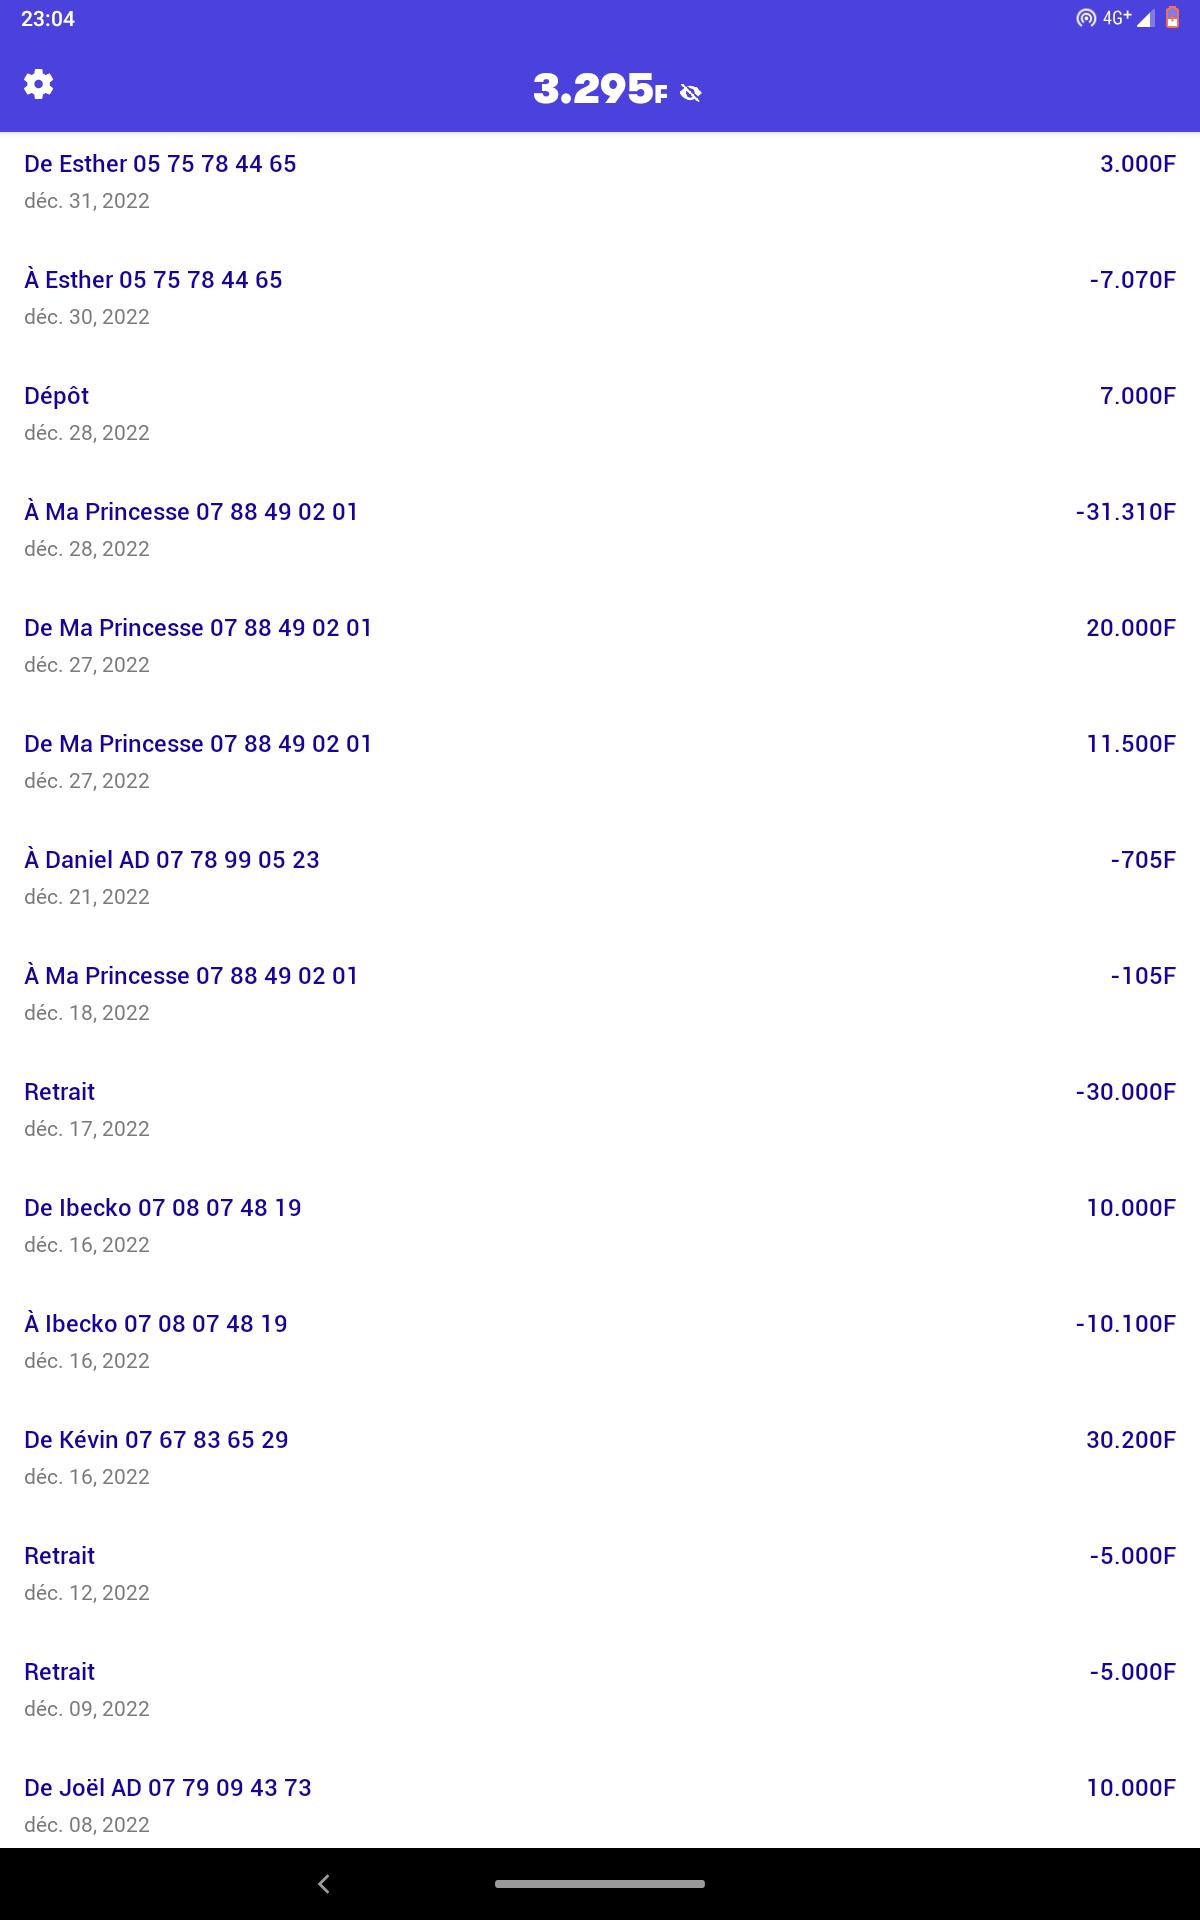 23:04 4G+
3.295F
De Esther 05 75 78 44 65 3.000F
déc. 31, 2022
À Esther 05 75 78 44 65 -7.070F
déc. 30, 2022
Dépôt 7.000F
déc. 28, 2022
À Ma Princesse 07 88 49 02 01 -31.310F
déc. 28, 2022
De Ma Princesse 07 88 49 02 01 20.000F
déc. 27, 2022
De Ma Princesse 07 88 49 02 01 11.500F
déc. 27, 2022
À Daniel AD 07 78 99 05 23 -705F
déc. 21, 2022
À Ma Princesse 07 88 49 02 01 -105F
déc. 18, 2022
Retrait -30.000F
déc. 17, 2022
De Ibecko 07 08 07 48 19 10.000F
déc. 16, 2022
À Ibecko 07 08 07 48 19 -10.100F
déc. 16, 2022
De Kévin 07 67 83 65 29 30.200F
déc. 16, 2022
Retrait -5.000F
déc. 12, 2022
Retrait -5.000F
déc. 09, 2022
De Joël AD 07 79 09 43 73 10.000F
déc. 08, 2022